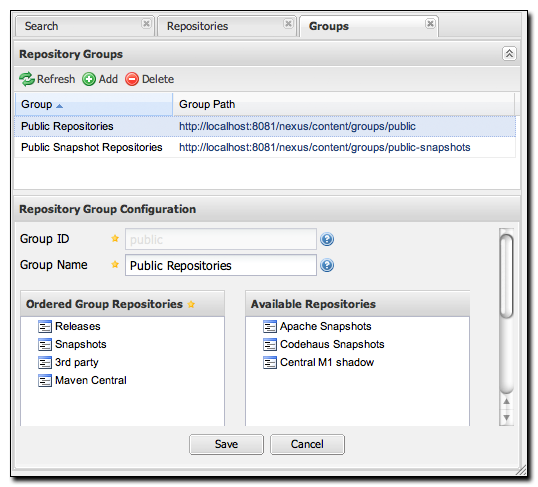 Search Repositories Groups
Repository Groups
Refresh Add Delete
Group Group Path
Public Repositories http://localhost:8081/nexus/content/groups/public
Public Snapshot Repositories http://localhost:8081/nexus/content/groups/public-snapshots
Repository Group Configuration
Group ID public
Group Name Public Repositories
Ordered Group Repositories Available Repositories
Releases Apache Snapshots
Snapshots Codehaus Snapshots
3rd party Central M1 shadow
Maven Central
Save Cancel